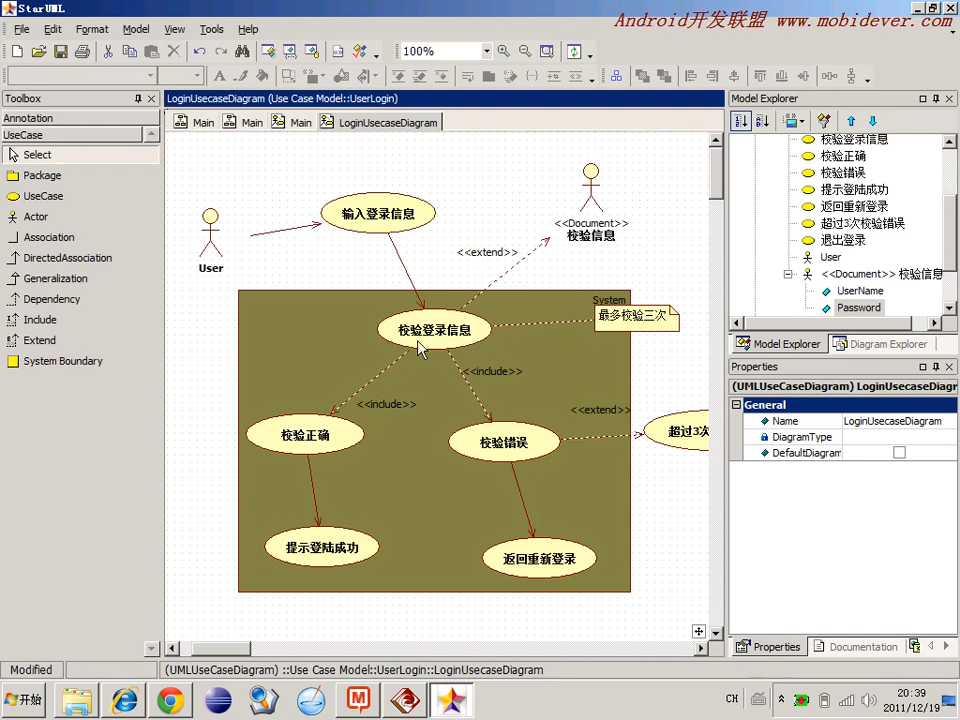 StarUML
Android开发联盟 www.mobidever.com
File Edit Format Model View Tools Help
100%
Toolbox
Annotation
UseCase
Select
Package
UseCase
Actor
Association
DirectedAssociation
Generalization
Dependency
Include
Extend
System Boundary
LoginUsecaseDiagram (Use Case Model::UserLogin)
Main Main Main LoginUsecaseDiagram
User
输入登录信息
<<Document>>
校验信息
<<extend>>
System
校验登录信息
最多校验三次
<<include>>
<<include>>
<<extend>>
校验正确
校验错误
超过3次
提示登陆成功
返回重新登录
Model Explorer
校验登录信息
校验正确
校验错误
提示登陆成功
返回重新登录
超过3次校验错误
退出登录
User
<<Document>> 校验信息
UserName
Password
Model Explorer Diagram Explorer
Properties
(UMLUseCaseDiagram) LoginUsecaseDiagr
General
Name LoginUsecaseDiagram
DiagramType
DefaultDiagram
Properties Documentation
Modified
(UMLUseCaseDiagram) ::Use Case Model::UserLogin::LoginUsecaseDiagram
开始
CH
20:39
2011/12/19